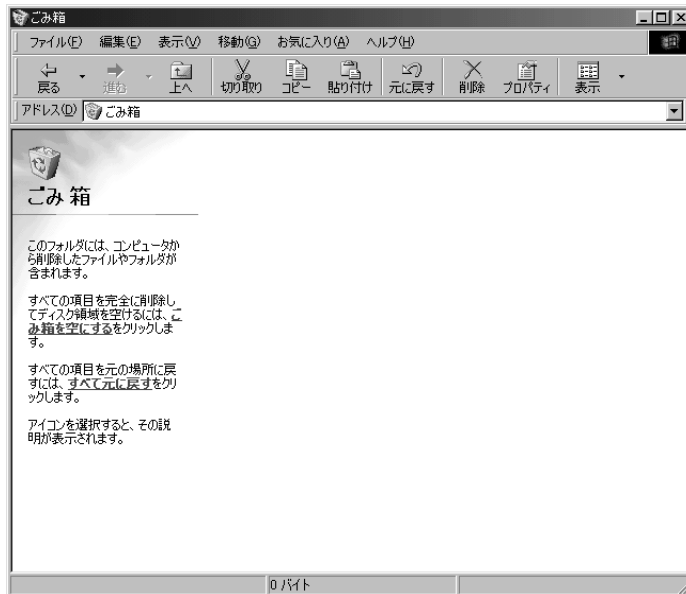 ごみ箱
ファイル(F) 編集(E) 表示(V) 移動(G) お気に入り(A) ヘルプ(H)
戻る 進む 上へ 切り取り コピー 貼り付け 元に戻す 削除 プロパティ 表示
アドレス(D) ごみ箱
ごみ箱
このフォルダには、コンピュータか
ら削除したファイルやフォルダが
含まれます。
すべての項目を完全に削除し
てディスク領域を空けるには、ご
み箱を空にするをクリックしま
す。
すべての項目を元の場所に戻
すには、すべて元に戻すをクリ
ックします。
アイコンを選択すると、その説
明が表示されます。
0 バイト